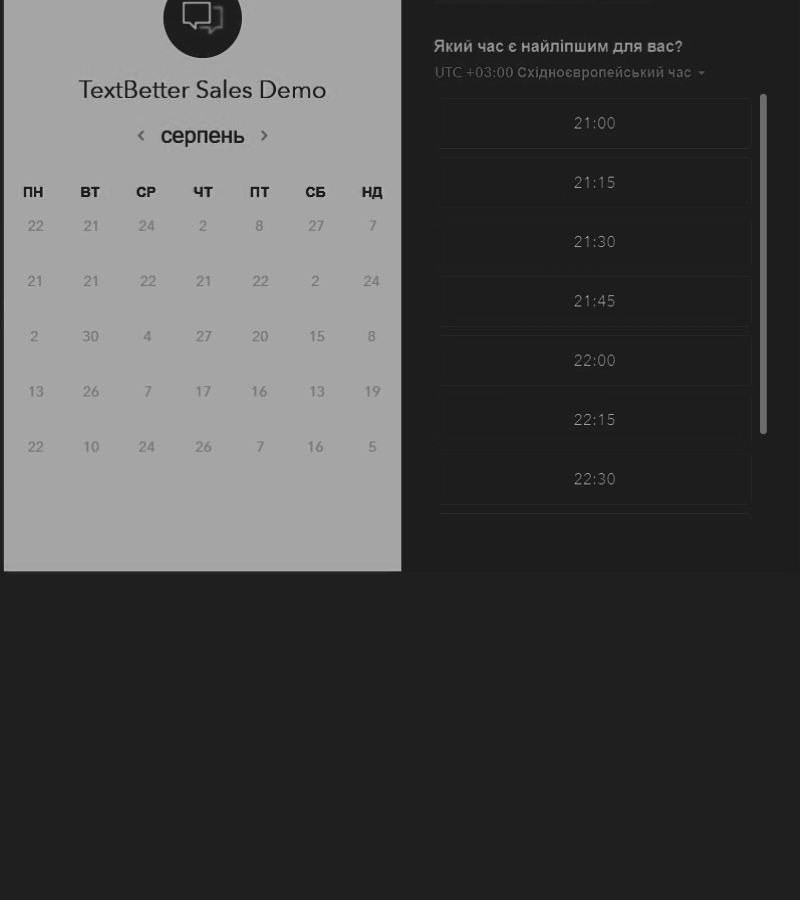 TextBetter Sales Demo
< серпень >
ПН ВТ СР ЧТ ПТ СБ НД
22 21 24 2 8 27 7
21 21 22 21 22 2 24
2 30 4 27 20 15 8
13 26 7 17 16 13 19
22 10 24 26 7 16 5
Який час є найліпшим для вас?
UTC +03:00 Східноєвропейський час
21:00
21:15
21:30
21:45
22:00
22:15
22:30